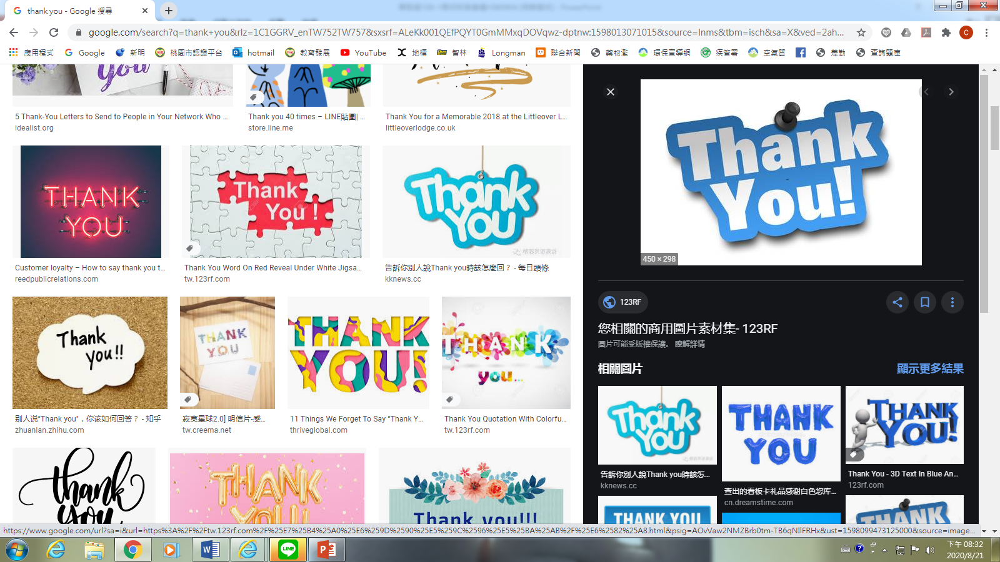 thank you - Google 搜尋
google.com/search?q=thank+you&rlz=1C1GGRV_enTW752TW757&sxsrf=ALeKk001QEfPQYT0GmMMxqDOVqwz-dptnw:1598013071015&source=lnms&tbm=isch&sa=X&ved=2ah...
C
應用程式 Google 新明 桃園市認證平台 hotmail 教育發展 YouTube 地標 智林 Longman 聯合新聞 藥物濫 環保宣導網 疾管署 空氣質 差勤 查詢題庫
you
5 Thank-You Letters to Send to People in Your Network Who ...
idealist.org
Thank you 40 times – LINE貼圖| ...
store.line.me
Thank You for a Memorable 2018 at the Littleover L...
littleoverlodge.co.uk
THANK
YOU
Customer loyalty – How to say thank you t...
reedpublicrelations.com
Thank
You !
Thank You Word On Red Reveal Under White Jigsa...
tw.123rf.com
Thank
You
告訴你別人說Thank you時該怎麼回？ - 每日頭條
kknews.cc
Thank
you!!
别人说“Thank you"，你该如何回答？ - 知乎
zhuanlan.zhihu.com
THANK
YOU
寂寞星球2.0] 明信片-感...
tw.creema.net
THANK
YOU!
11 Things We Forget To Say “Thank Y...
thriveglobal.com
THANK
you...
Thank You Quotation With Colorfu...
tw.123rf.com
thank
you
THANK
YOU!
Thank you!!!
Thank
You!
450 × 298
123RF
您相關的商用圖片素材集- 123RF
圖片可能受版權保護。 瞭解詳情
相關圖片
顯示更多結果
Thank
You
告訴你別人說Thank you時該怎...
kknews.cc
THANK
YOU
查出的看板卡礼品感谢白色您库...
cn.dreamstime.com
THANK
YOU!
Thank You - 3D Text In Blue An...
123rf.com
THANK YOU
Thank
https://www.google.com/url?sa=i&url=https%3A%2F%2Ftw.123rf.com%2F%25E7%25B4%25A0%25E6%259D%2590%25E5%259C%2596%25E5%25BA%25AB%2F%25E6%2582%25A8.html&psig=AOvVaw2NMZBrb0tm-TB6qNIlFRHx&ust=1598099473125000&source=image...
LINE
下午 08:32
2020/8/21